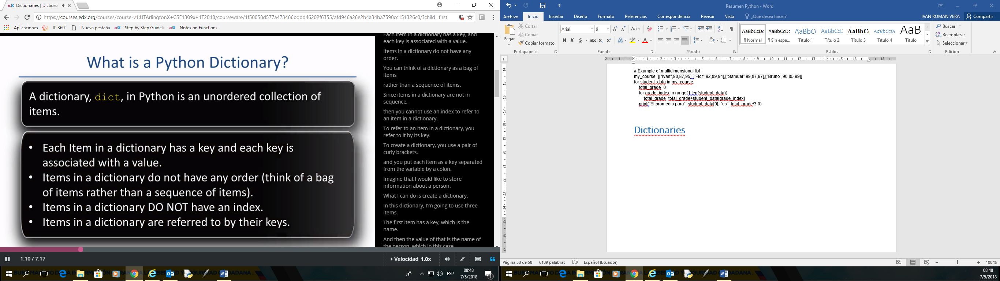 Dictionaries | Dictiona
https://courses.edx.org/courses/course-v1:UTArlingtonX+CSE1309x+1T2018/courseware/1f50058d577a473486bddd46202f6355/afd946a26e2b4a34ba7590cc151326c0/?child=first
Aplicaciones IP 360° Nueva pestaña Step by Step Guideli Notes on Functions
What is a Python Dictionary?
A dictionary, dict, in Python is an unordered collection of
items.
• Each Item in a dictionary has a key and each key is
associated with a value.
• Items in a dictionary do not have any order (think of a bag
of items rather than a sequence of items).
• Items in a dictionary DO NOT have an index.
• Items in a dictionary are referred to by their keys.
Each item in a dictionary has a key, and
each key is associated with a value.
Items in a dictionary do not have any
order.
You can think of a dictionary as a bag of
items
rather than a sequence of items.
Since items in a dictionary are not in
sequence,
then you cannot use an index to refer to
an item in a dictionary.
To refer to an item in a dictionary, you
refer to it by its key.
To create a dictionary, you use a pair of
curly brackets,
and you put each item as a key separated
from the variable by a colon.
Imagine that I would like to store
information about a person.
What I can do is create a dictionary.
In this dictionary, I'm going to use three
items.
The first item has a key, which is the
name.
And then the value of that is the name of
the person, which in this case
1:10 / 7:17
Velocidad 1.0x
ESP
08:48
7/5/2018
Resumen Python - Word
Archivo Inicio Insertar Diseño Formato Referencias Correspondencia Revisar Vista ¿Qué desea hacer? IVAN ROMAN VERA Compartir
Pegar
Cortar
Copiar
Copiar formato
Portapapeles
Arial 9
N K S abc x₂ x²
Fuente
Párrafo
AaBbCcDc AaBbCcDc AaBbC( AaBbCcE AaBbC AaBbCcDc AaB
¶ Normal ¶ Sin espa... Título 1 Título 2 Título 3 Título 4 Título
Estilos
Buscar
Reemplazar
Seleccionar
Edición
# Example of multidimensional list
my_course=[["Ivan",90,87,95],["Flor",92,89,94],["Samuel",99,87,97],["Bruno",90,85,99]]
for student_data in my_course:
total_grade=0
for grade_index in range(1,len(student_data)):
total_grade=total_grade+student_data[grade_index]
print("El promedio para", student_data[0], "es", total_grade/3.0)
Dictionaries
Página 58 de 58 6189 palabras Español (Ecuador) 100 %
08:48
7/5/2018